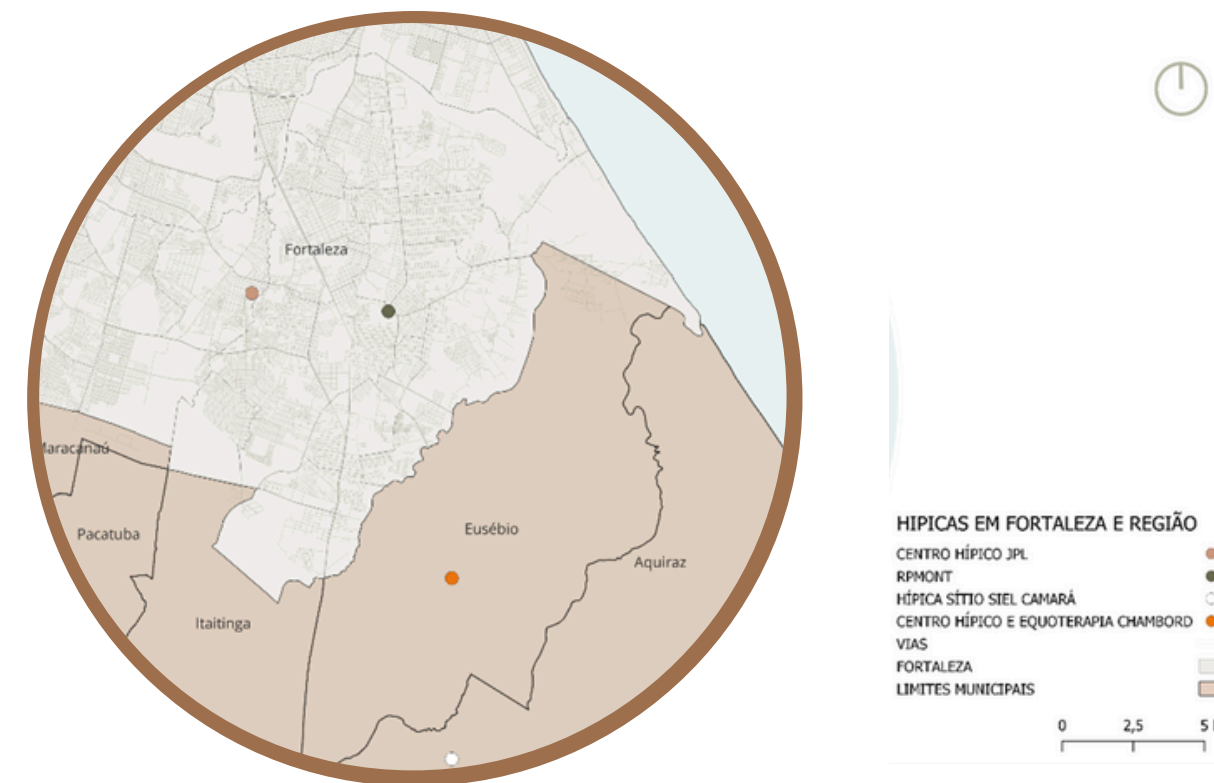 Fortaleza
Maracanaú
Pacatuba
Eusébio
Aquiraz
Itaitinga
HIPICAS EM FORTALEZA E REGIÃO
CENTRO HÍPICO JPL
RPMONT
HÍPICA SÍTIO SIEL CAMARÁ
CENTRO HÍPICO E EQUOTERAPIA CHAMBORD
VIAS
FORTALEZA
LIMITES MUNICIPAIS
0 2,5 5